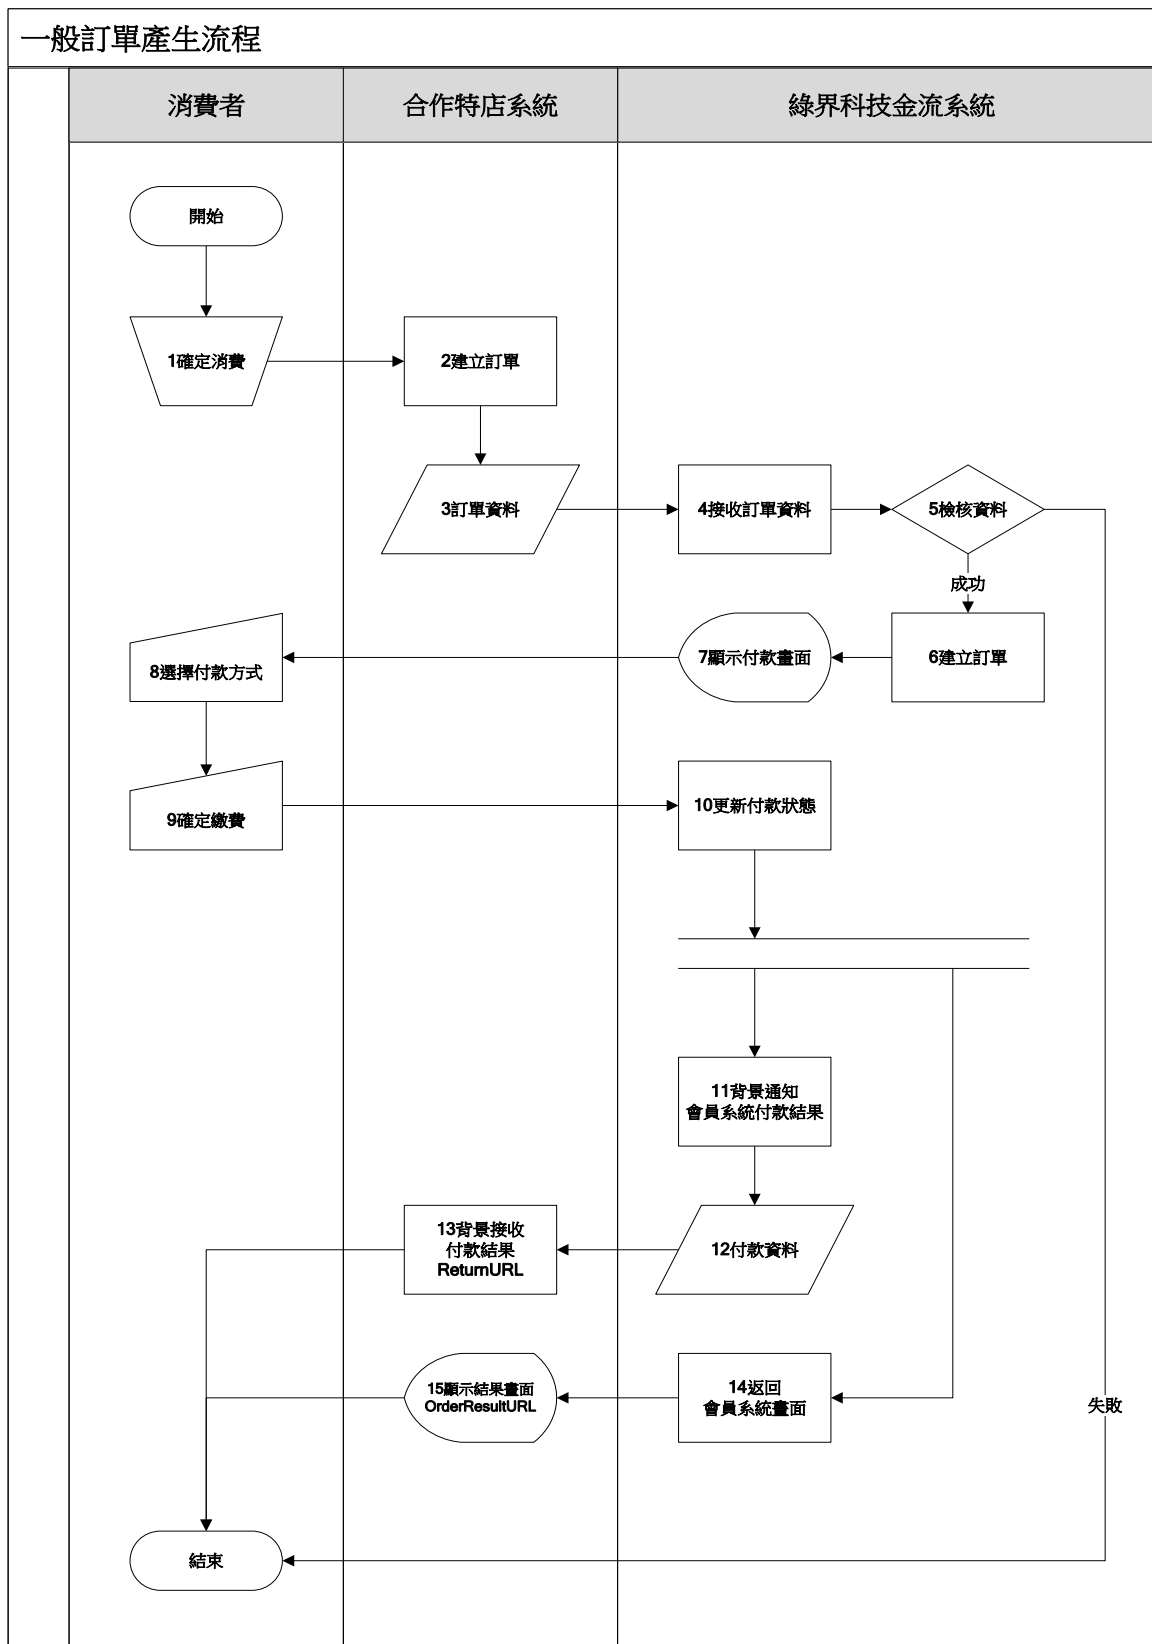 一般訂單產生流程
消費者
合作特店系統
綠界科技金流系統
開始
1確定消費
2建立訂單
3訂單資料
4接收訂單資料
5檢核資料
成功
6建立訂單
7顯示付款畫面
8選擇付款方式
9確定繳費
10更新付款狀態
11背景通知
會員系統付款結果
12付款資料
13背景接收
付款結果
ReturnURL
14返回
會員系統畫面
15顯示結果畫面
OrderResultURL
失敗
結束